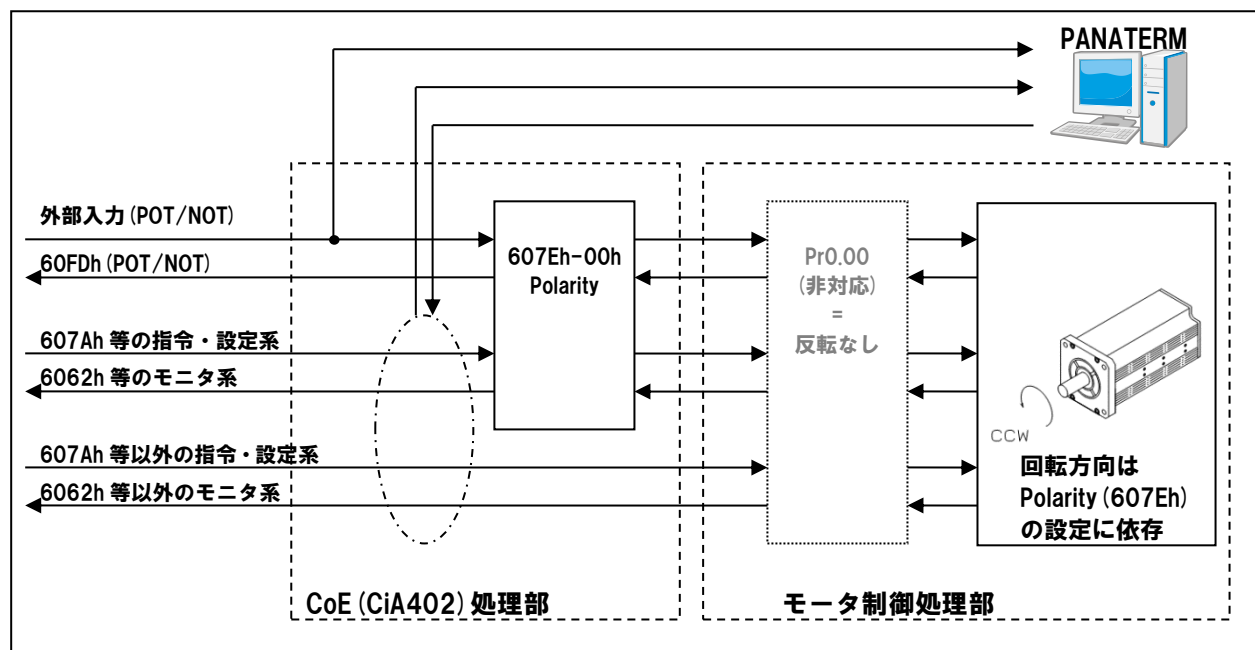 PANATERM
外部入力(POT/NOT)
60FDh(POT/NOT)
607Ah 等の指令・設定系
6062h 等のモニタ系
607Ah 等以外の指令・設定系
6062h 等以外のモニタ系
607Eh-00h
Polarity
Pr0.00
(非対応)
=
反転なし
CCW
回転方向は
Polarity(607Eh)
の設定に依存
CoE(CiA402)処理部
モータ制御処理部